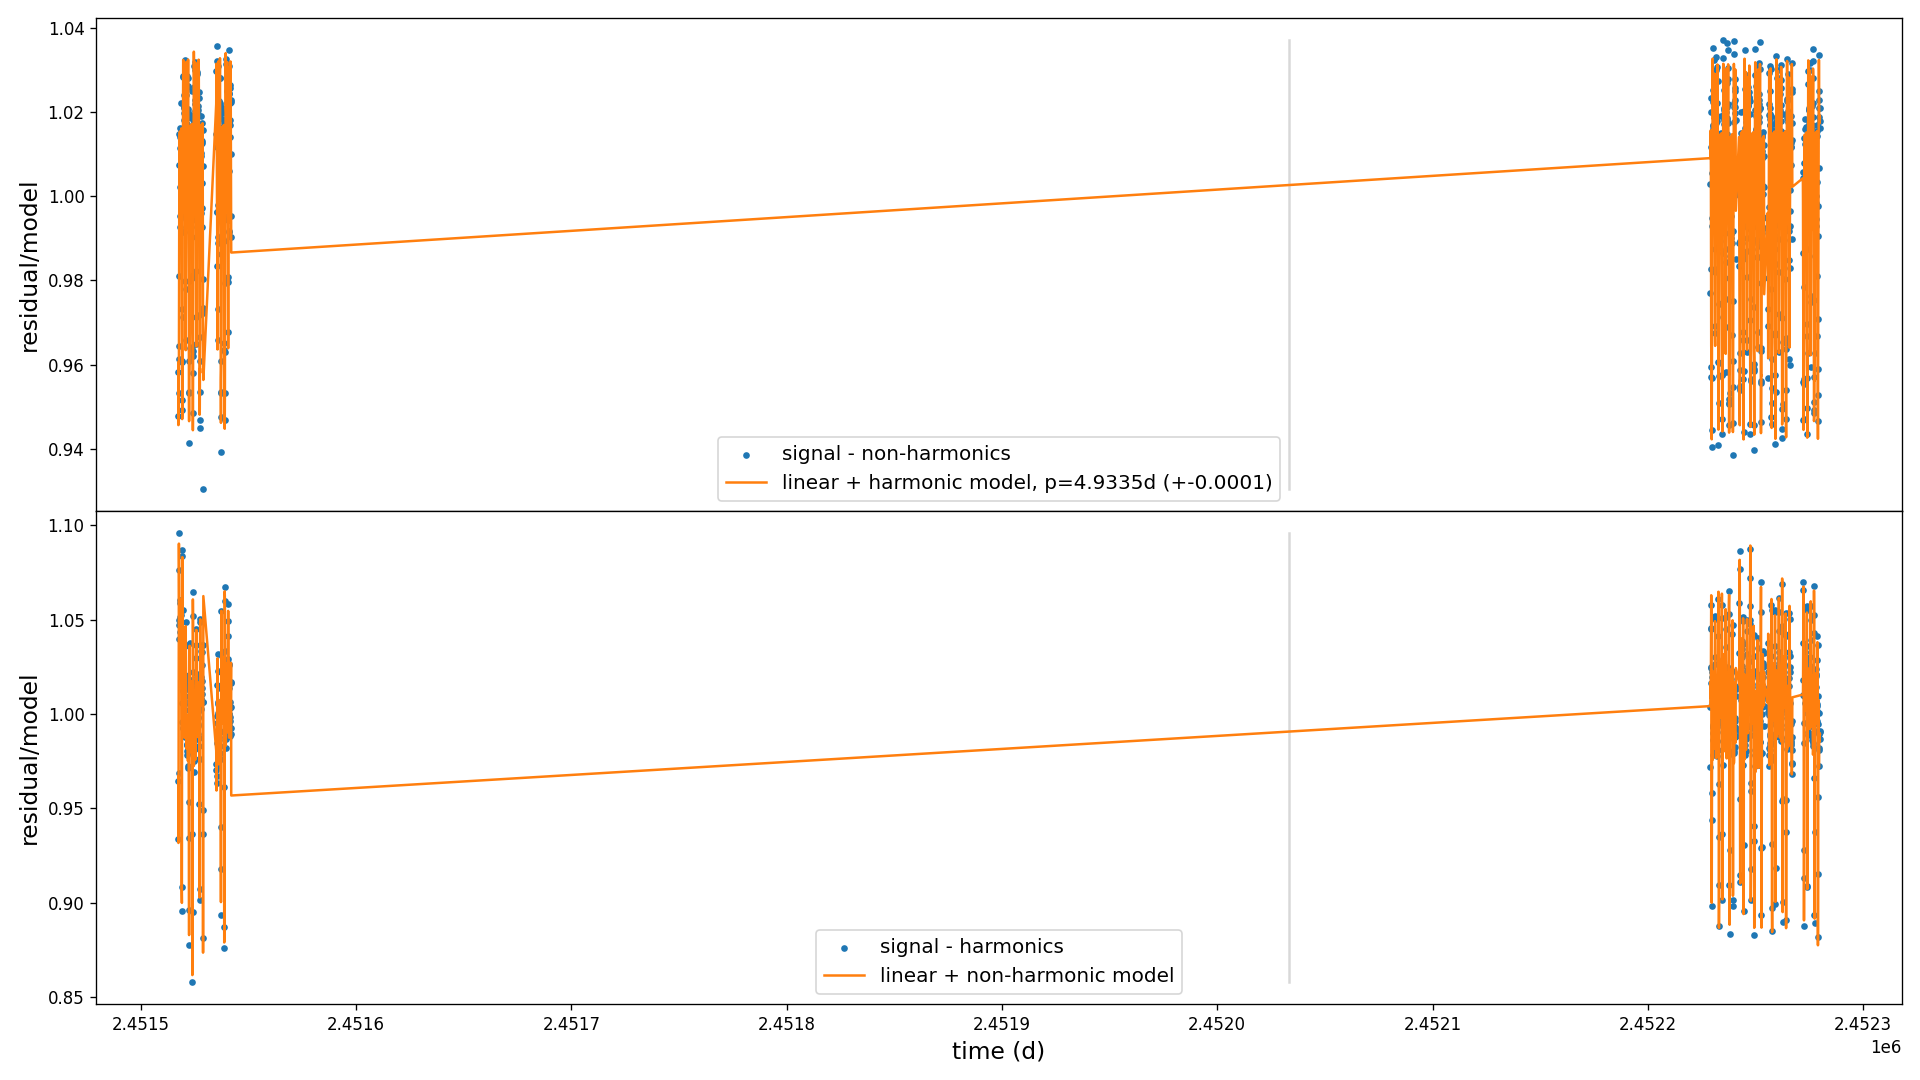 1.04
1.02
1.00
0.98
0.96
0.94
residual/model
signal - non-harmonics
linear + harmonic model, p=4.9335d (+-0.0001)
1.10
1.05
1.00
0.95
0.90
0.85
residual/model
signal - harmonics
linear + non-harmonic model
2.4515 2.4516 2.4517 2.4518 2.4519 2.4520 2.4521 2.4522 2.4523
1e6
time (d)